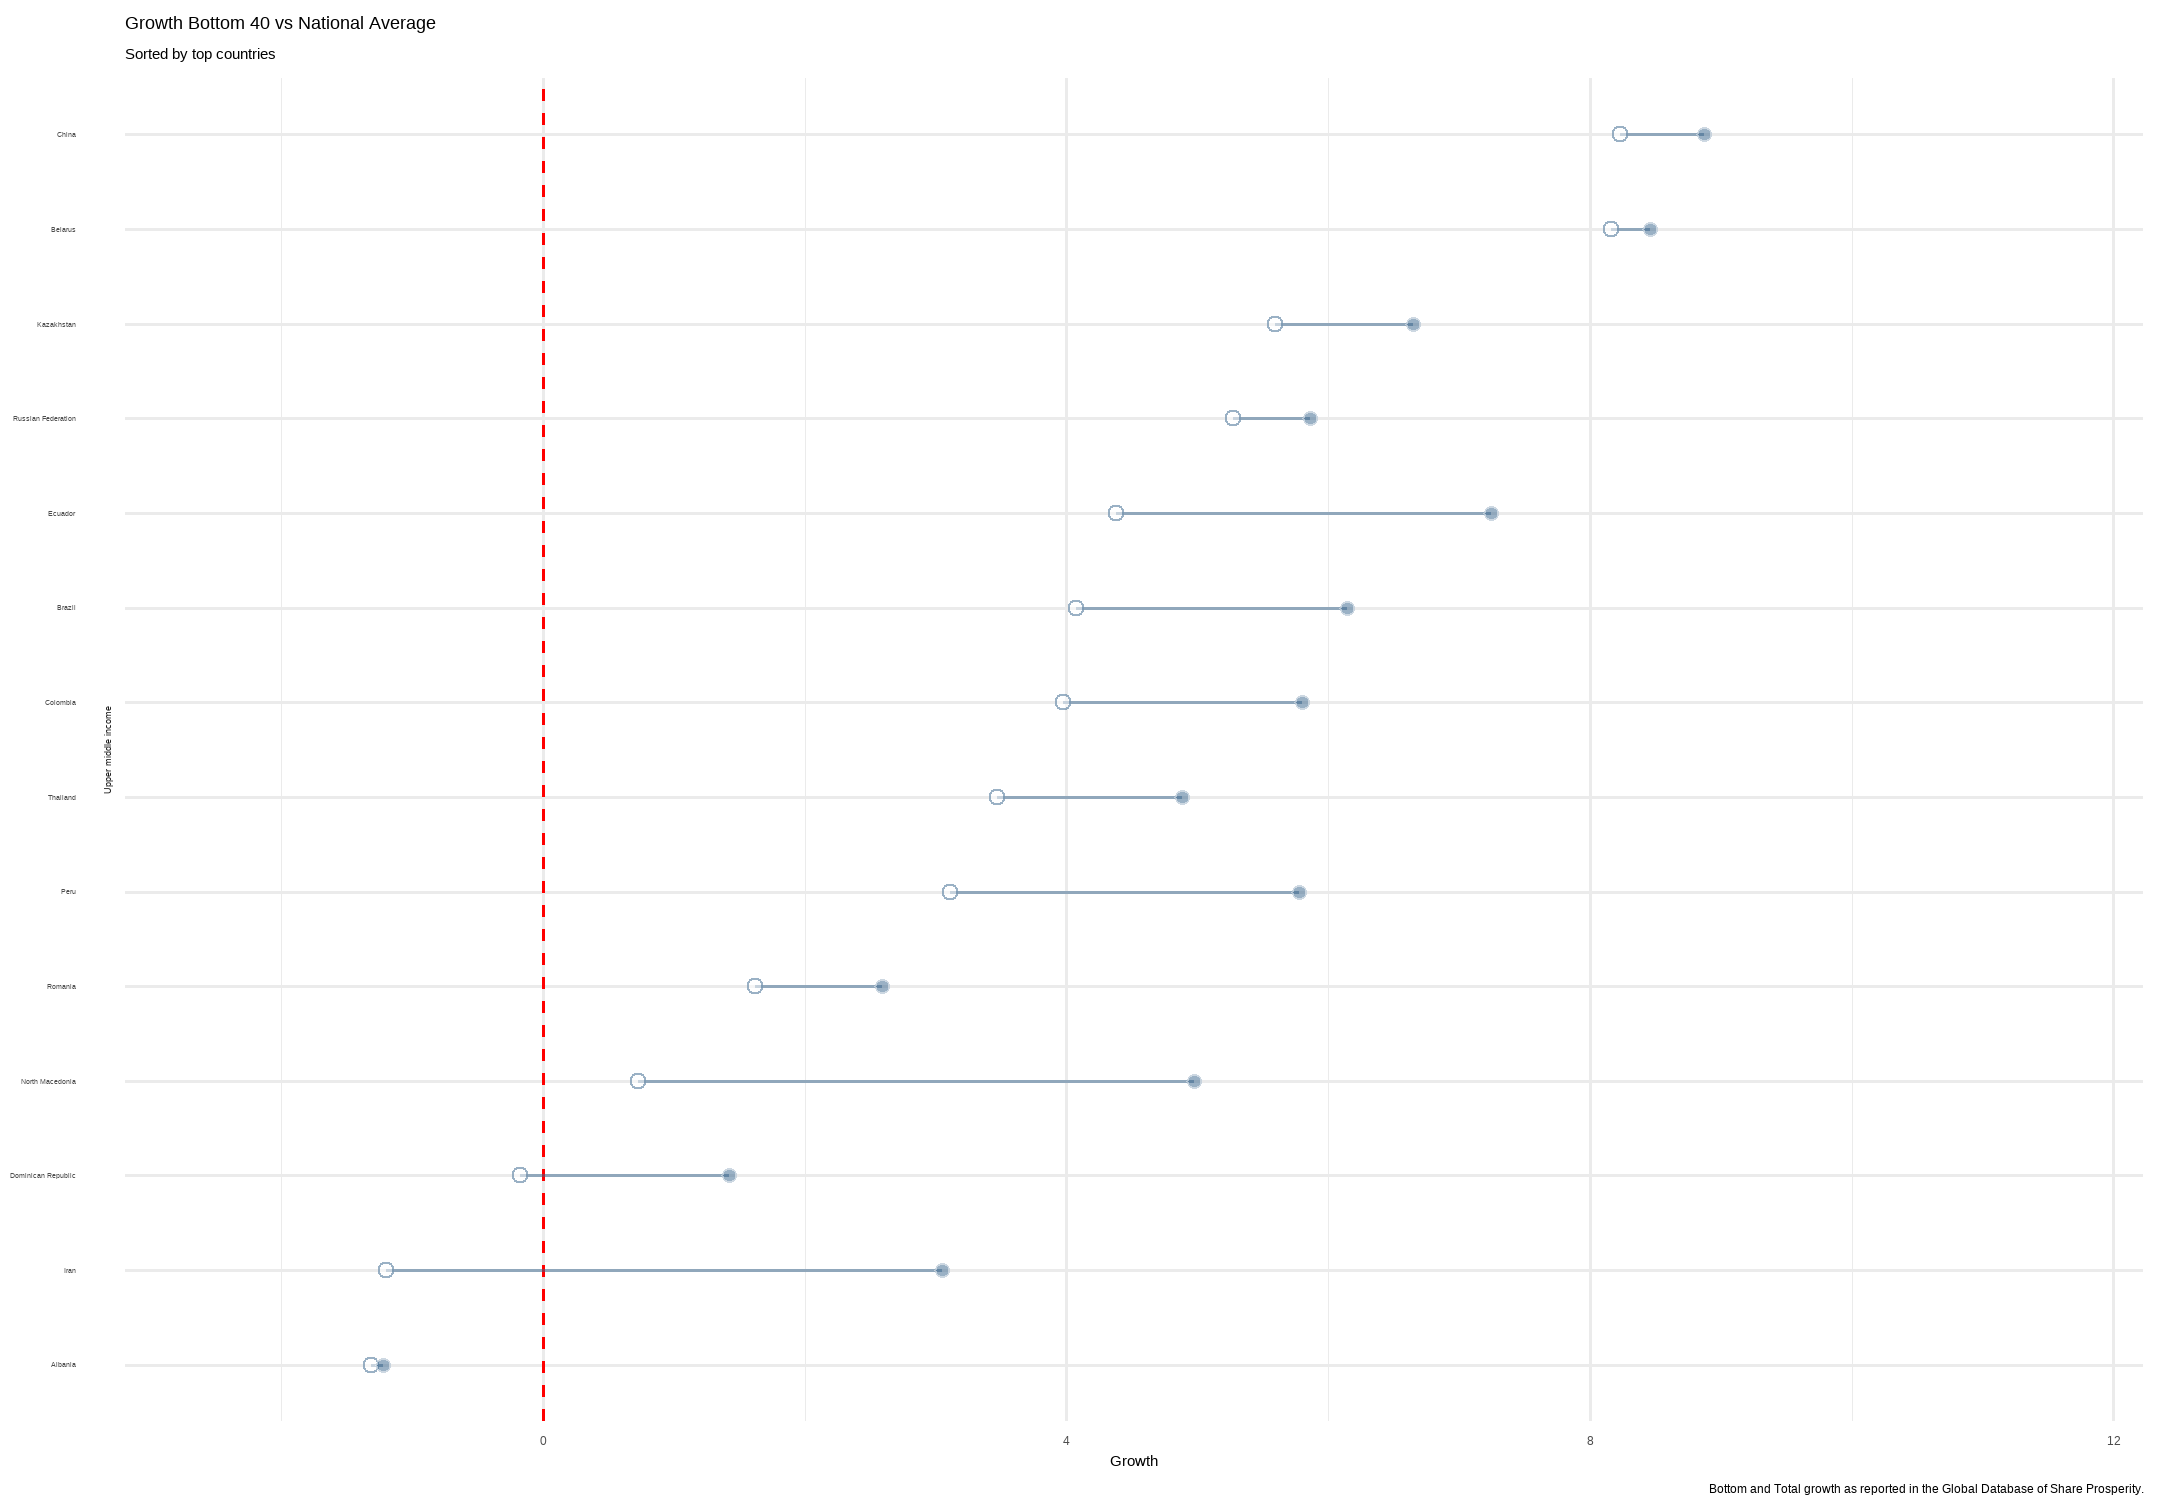 Growth Bottom 40 vs National Average
Sorted by top countries
China
Belarus
Kazakhstan
Russian Federation
Ecuador
Brazil
Colombia
Upper middle income
Thailand
Peru
Romania
North Macedonia
Dominican Republic
Iran
Albania
0 4 8 12
Growth
Bottom and Total growth as reported in the Global Database of Share Prosperity.